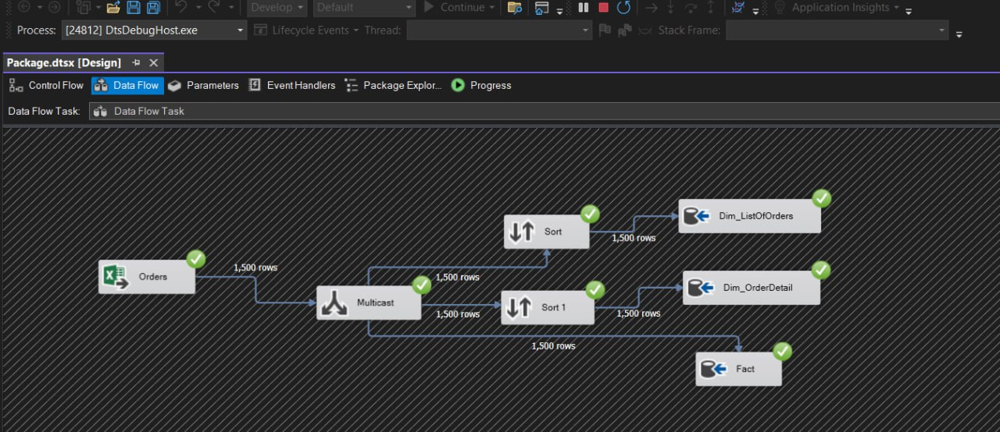 Develop Default Continue Application Insights
Process: [24812] DtsDebugHost.exe Lifecycle Events Thread: Stack Frame:
Package.dtsx [Design]
Control Flow Data Flow Parameters Event Handlers Package Explor... Progress
Data Flow Task: Data Flow Task
Dim_ListOfOrders
Sort
1,500 rows
1,500 rows
Orders
1,500 rows
Dim_OrderDetail
Multicast
Sort 1
1,500 rows
1,500 rows
1,500 rows
Fact